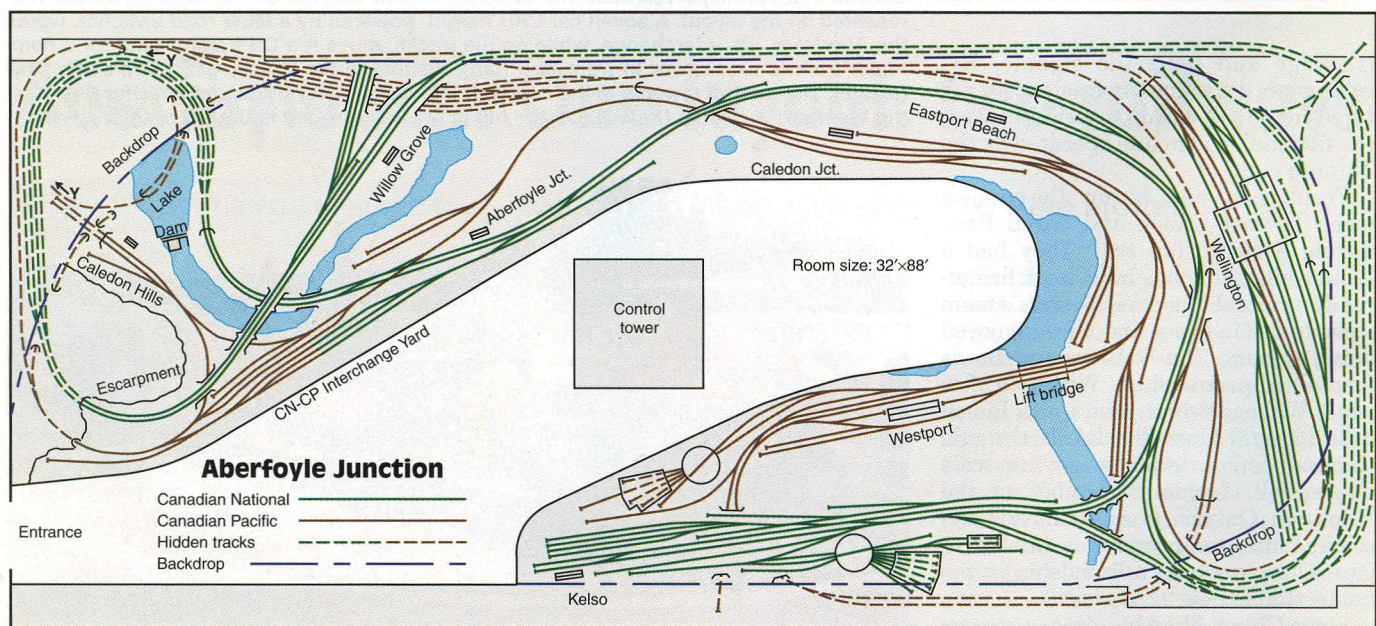 Y
Y
Backdrop
Lake
Dam
Caledon Hills
Escarpment
Willow Grove
Aberfoyle Jct.
CN-CP Interchange Yard
Eastport Beach
Caledon Jct.
Room size: 32'×88'
Control
tower
Wellington
Lift bridge
Westport
Backdrop
Kelso
Entrance
Aberfoyle Junction
Canadian National
Canadian Pacific
Hidden tracks
Backdrop